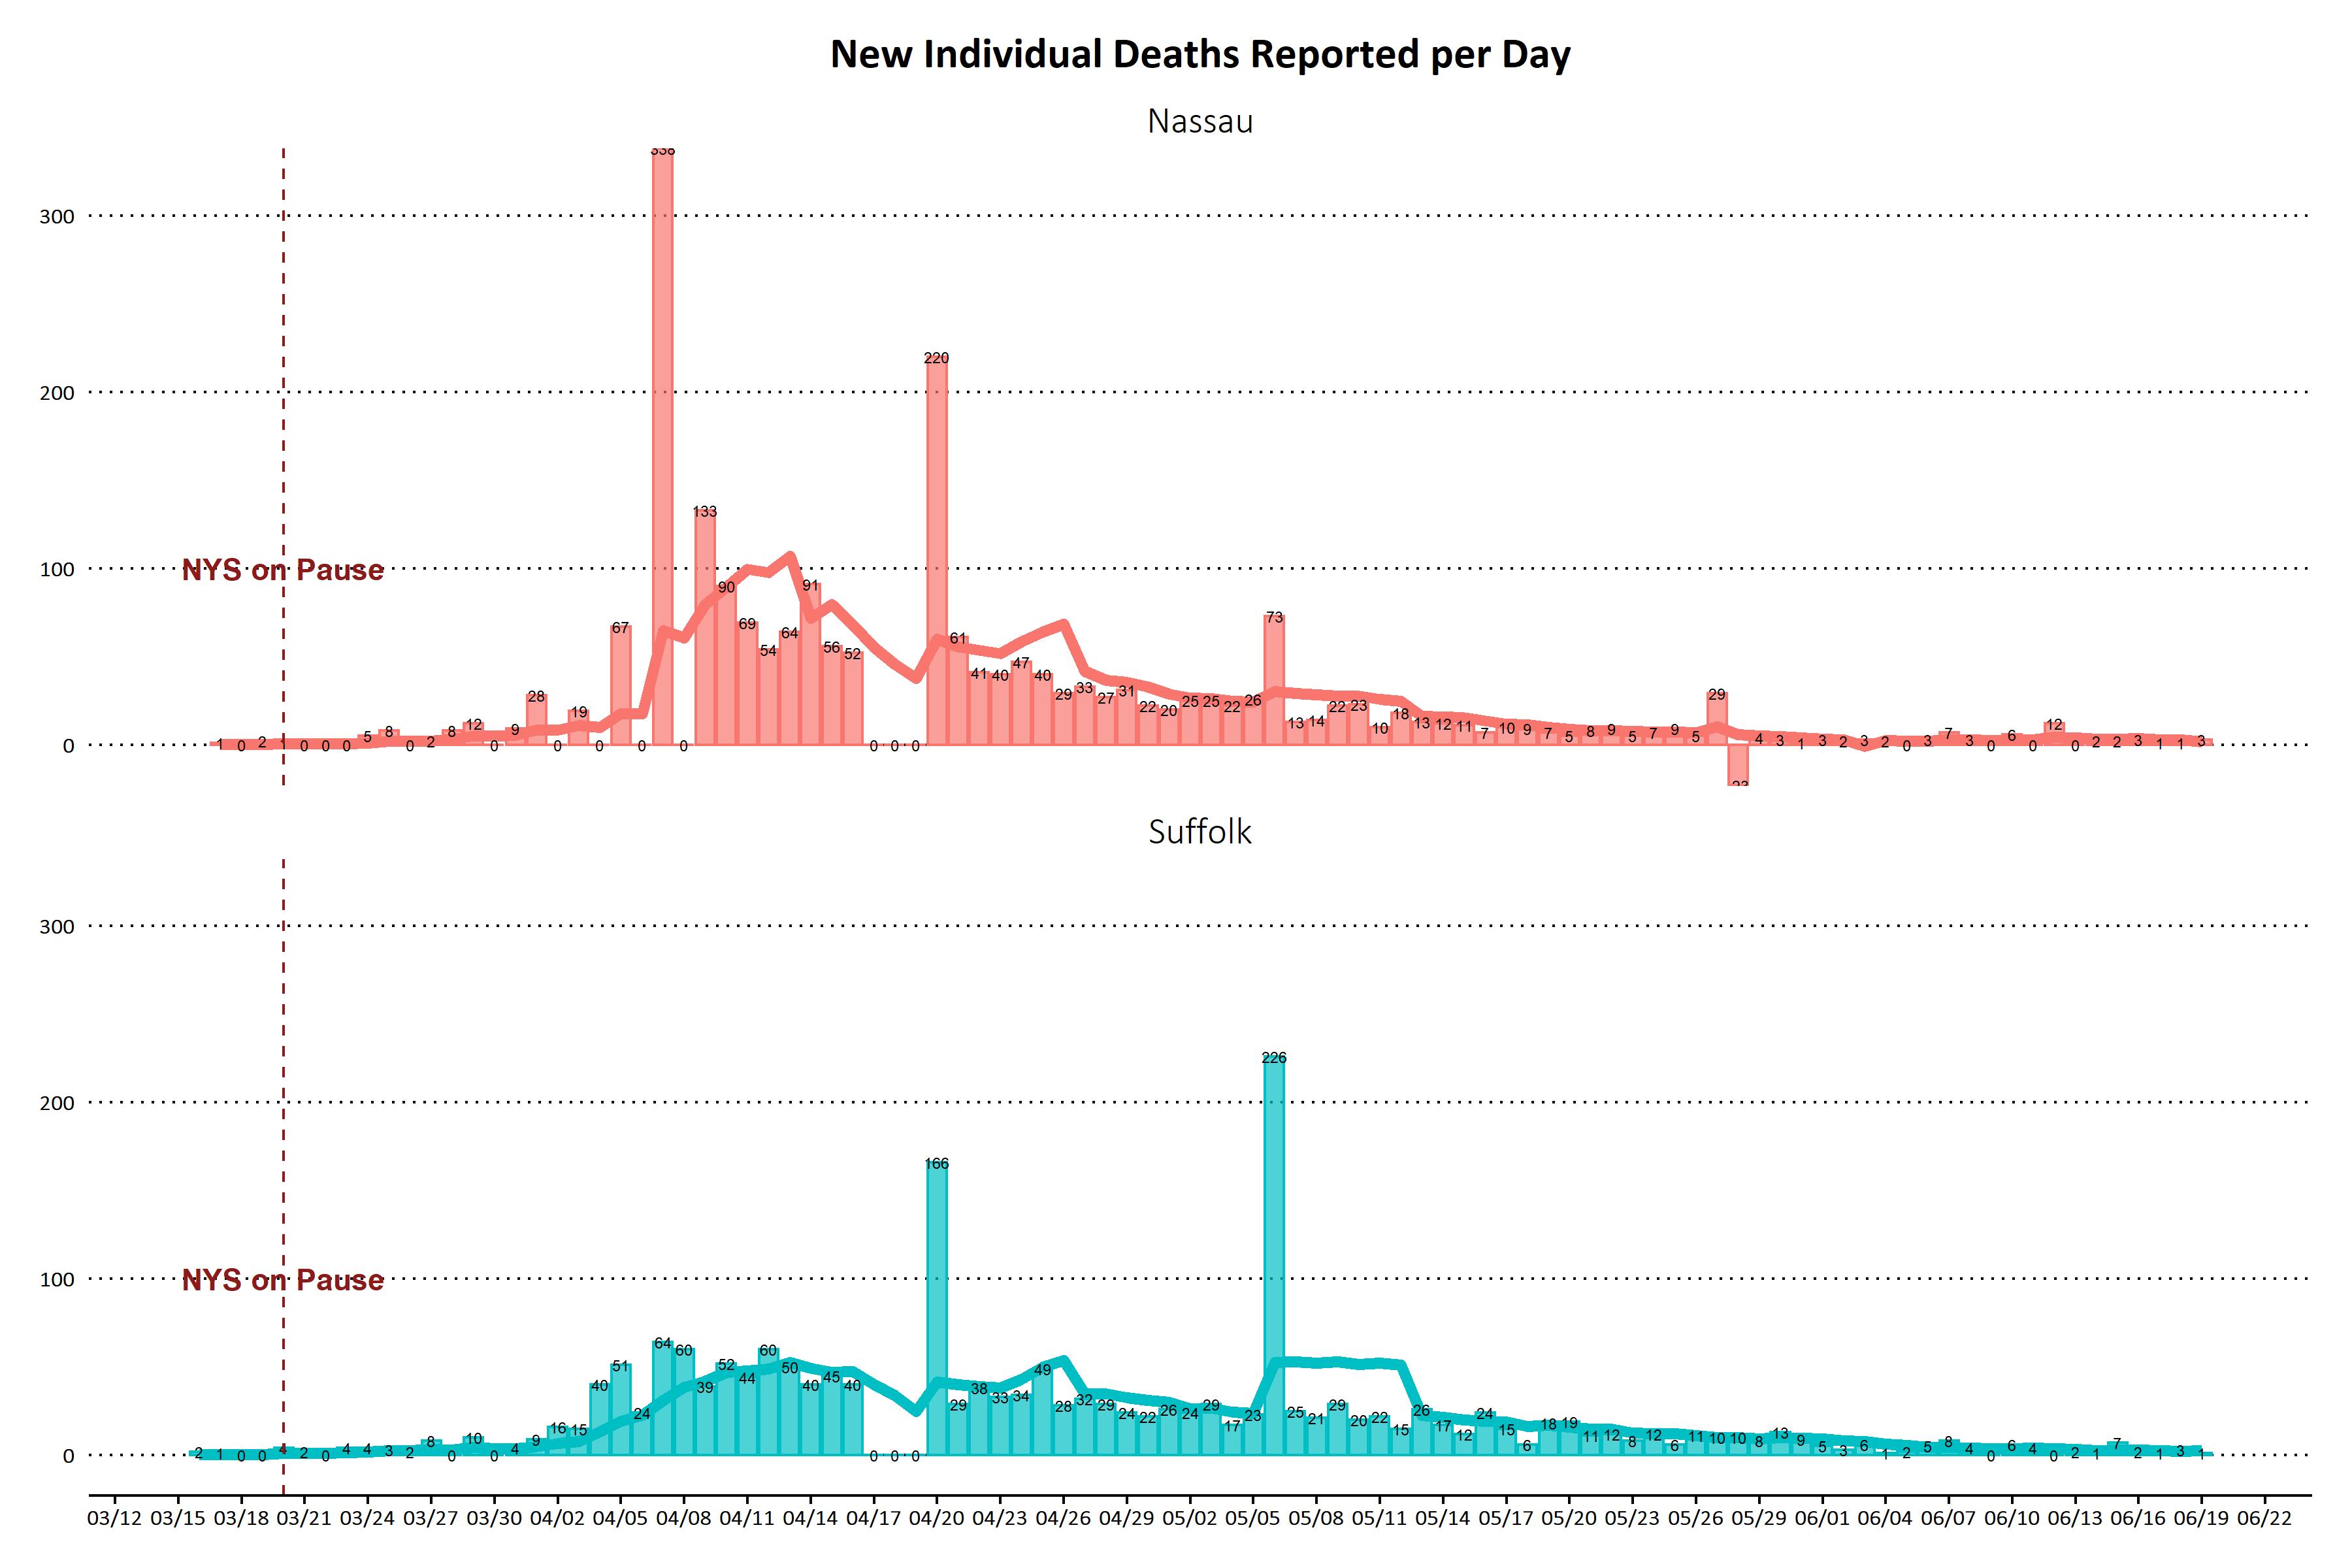 New Individual Deaths Reported per Day
Nassau
338
300
220
200
133
NYS on Pause
100
90 91
67 69 64 61
54 56 52
73
28 19
41 40 47 40 29 33 27 31 22 20 25 25 22 26 13 14 22 23 10 18 13 12 11 7 10 9 7 5 8 9 5 7 9 5 29
0
1 0 2 1 0 0 0 5 8 0 2 8 12 0 9 0 0 0 0 0 0 0
4 3 1 3 2 3 2 0 3 7 3 0 6 0 12 0 2 2 3 1 1 3
Suffolk
300
226
200
166
NYS on Pause
100
0
2 1 0 0 4 2 0 4 4 3 2 8 0 10 0 4 9 16 15 40 51 24 64 60 39 52 44 60 50 40 45 40 0 0 0 29 38 33 34 49 28 32 29 24 22 26 24 29 17 23 25 21 29 20 22 15 26 17 12 24 15 6 18 19 11 12 8 12 6 11 10 10 8 13 9 5 3 6 1 2 5 8 4 0 6 4 0 2 1 7 2 1 3 1
03/12 03/15 03/18 03/21 03/24 03/27 03/30 04/02 04/05 04/08 04/11 04/14 04/17 04/20 04/23 04/26 04/29 05/02 05/05 05/08 05/11 05/14 05/17 05/20 05/23 05/26 05/29 06/01 06/04 06/07 06/10 06/13 06/16 06/19 06/22